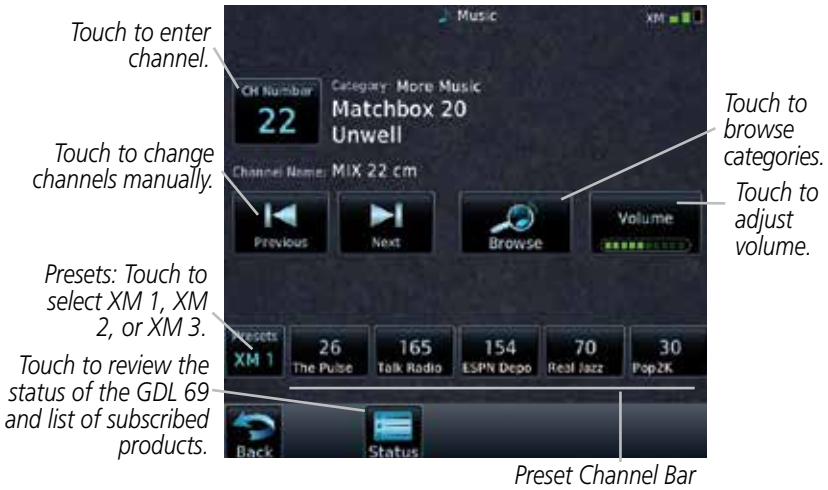 Music
XM
Touch to enter
channel.
CH Number
22
Category: More Music
Matchbox 20
Unwell
Channel Name: MIX 22 cm
Touch to change
channels manually.
Touch to
browse
categories.
Touch to
adjust
volume.
Previous
Next
Browse
Volume
Presets: Touch to
select XM 1, XM
2, or XM 3.
Presets
XM 1
26
The Pulse
165
Talk Radio
154
ESPN Depo
70
Real Jazz
30
Pop2K
Touch to review the
status of the GDL 69
and list of subscribed
products.
Back
Status
Preset Channel Bar